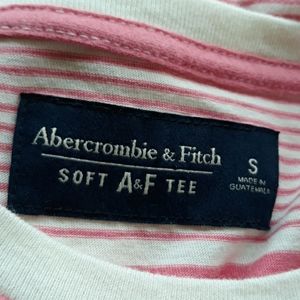 Abercrombie & Fitch
SOFT A&F TEE
S
MADE IN
GUATEMALA